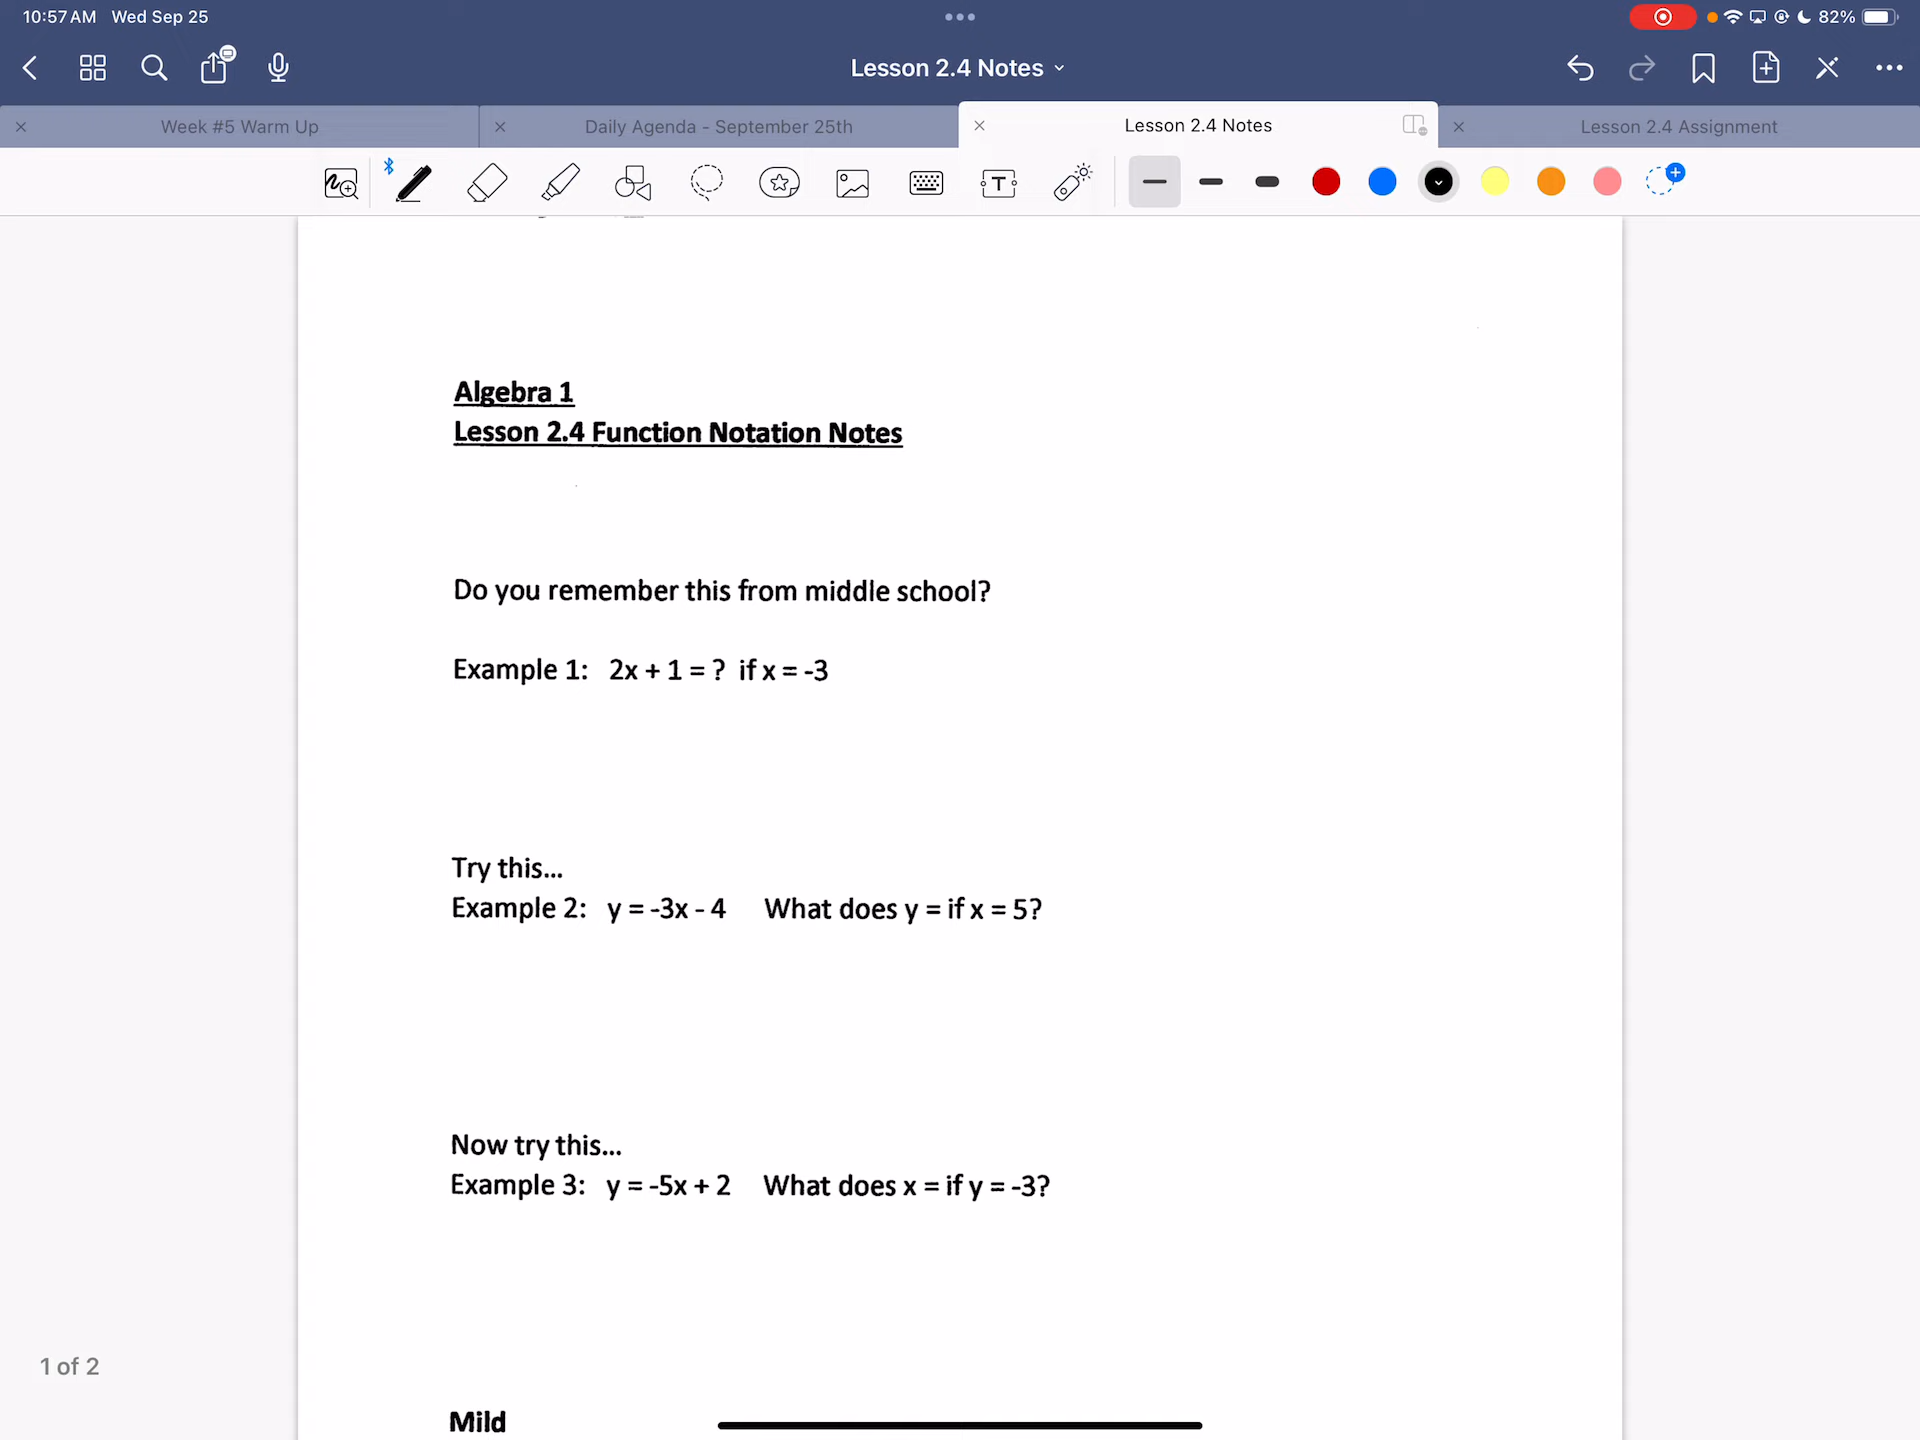 10:57 AM Wed Sep 25
82%
Lesson 2.4 Notes
Week #5 Warm Up
Daily Agenda - September 25th
Lesson 2.4 Notes
Lesson 2.4 Assignment
T
Algebra 1
Lesson 2.4 Function Notation Notes
Do you remember this from middle school?
Example 1: 2x + 1 = ? if x = -3
Try this...
Example 2: y = -3x - 4 What does y = if x = 5?
Now try this...
Example 3: y = -5x + 2 What does x = if y = -3?
1 of 2
Mild